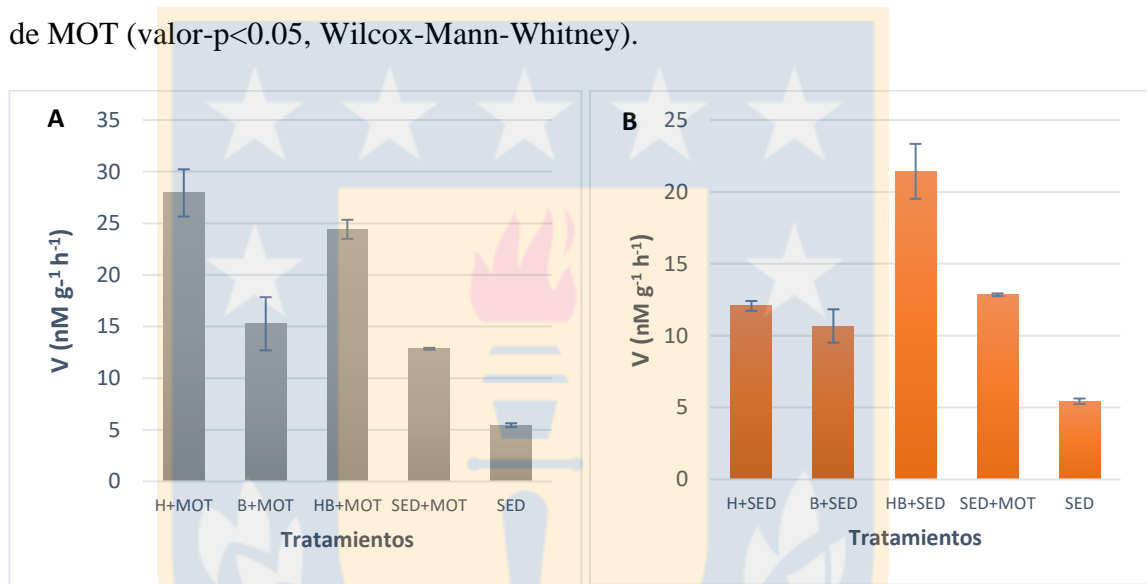 de MOT (valor-p<0.05, Wilcox-Mann-Whitney).
A
35
30
25
20
15
10
5
0
V (nM g-¹ h⁻¹)
H+MOT B+MOT HB+MOT SED+MOT SED
Tratamientos
B
25
20
15
10
5
0
V (nM g⁻¹ h⁻¹)
H+SED B+SED HB+SED SED+MOT SED
Tratamientos